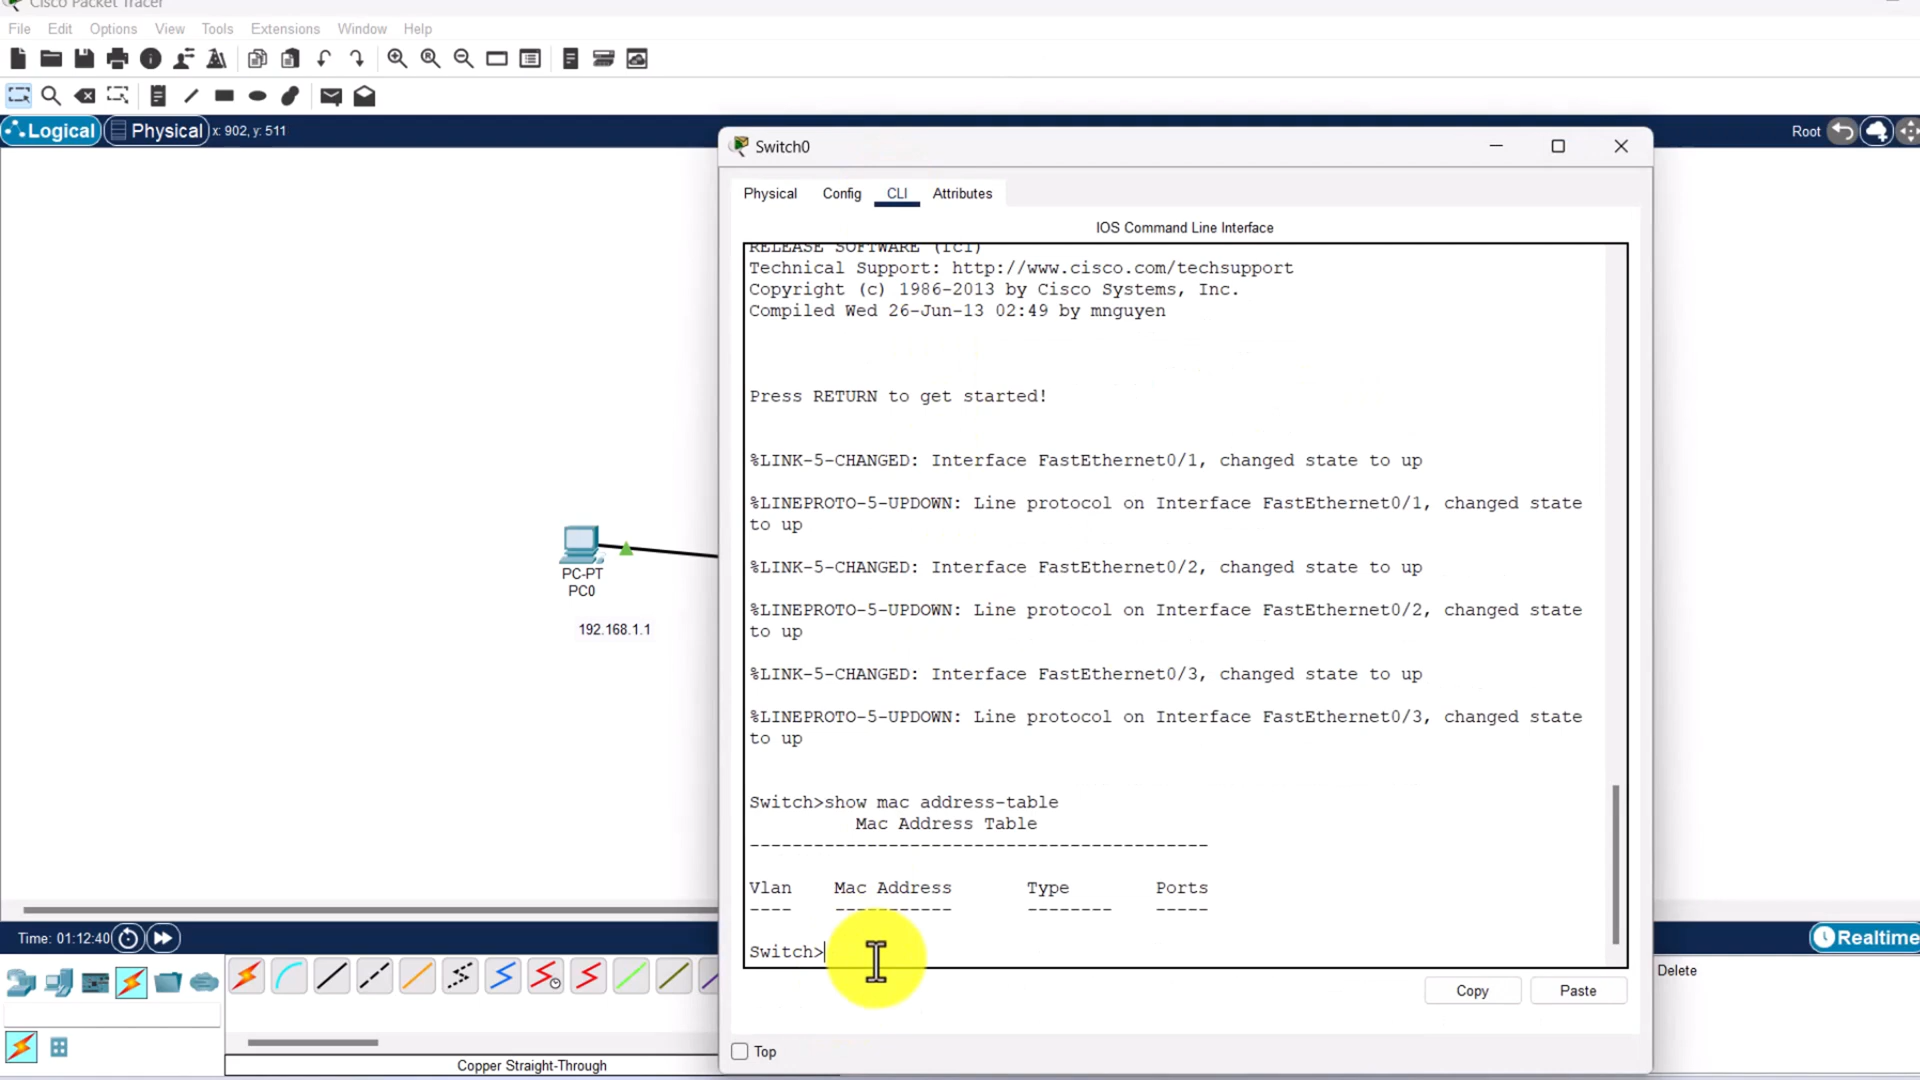 Cisco Packet Tracer
File Edit Options View Tools Extensions Window Help
Logical Physical x: 902, y: 511
Root
Switch0
Physical Config CLI Attributes
IOS Command Line Interface
RELEASE SOFTWARE (fc1)
Technical Support: http://www.cisco.com/techsupport
Copyright (c) 1986-2013 by Cisco Systems, Inc.
Compiled Wed 26-Jun-13 02:49 by mnguyen
Press RETURN to get started!
%LINK-5-CHANGED: Interface FastEthernet0/1, changed state to up
%LINEPROTO-5-UPDOWN: Line protocol on Interface FastEthernet0/1, changed state
to up
%LINK-5-CHANGED: Interface FastEthernet0/2, changed state to up
%LINEPROTO-5-UPDOWN: Line protocol on Interface FastEthernet0/2, changed state
to up
%LINK-5-CHANGED: Interface FastEthernet0/3, changed state to up
%LINEPROTO-5-UPDOWN: Line protocol on Interface FastEthernet0/3, changed state
to up
Switch>show mac address-table
Mac Address Table
-------------------------------------------
Vlan Mac Address Type Ports
---- ----------- -------- -----
Switch>
Copy Paste
Top
PC-PT
PC0
192.168.1.1
Time: 01:12:40
Realtime
Delete
Copper Straight-Through